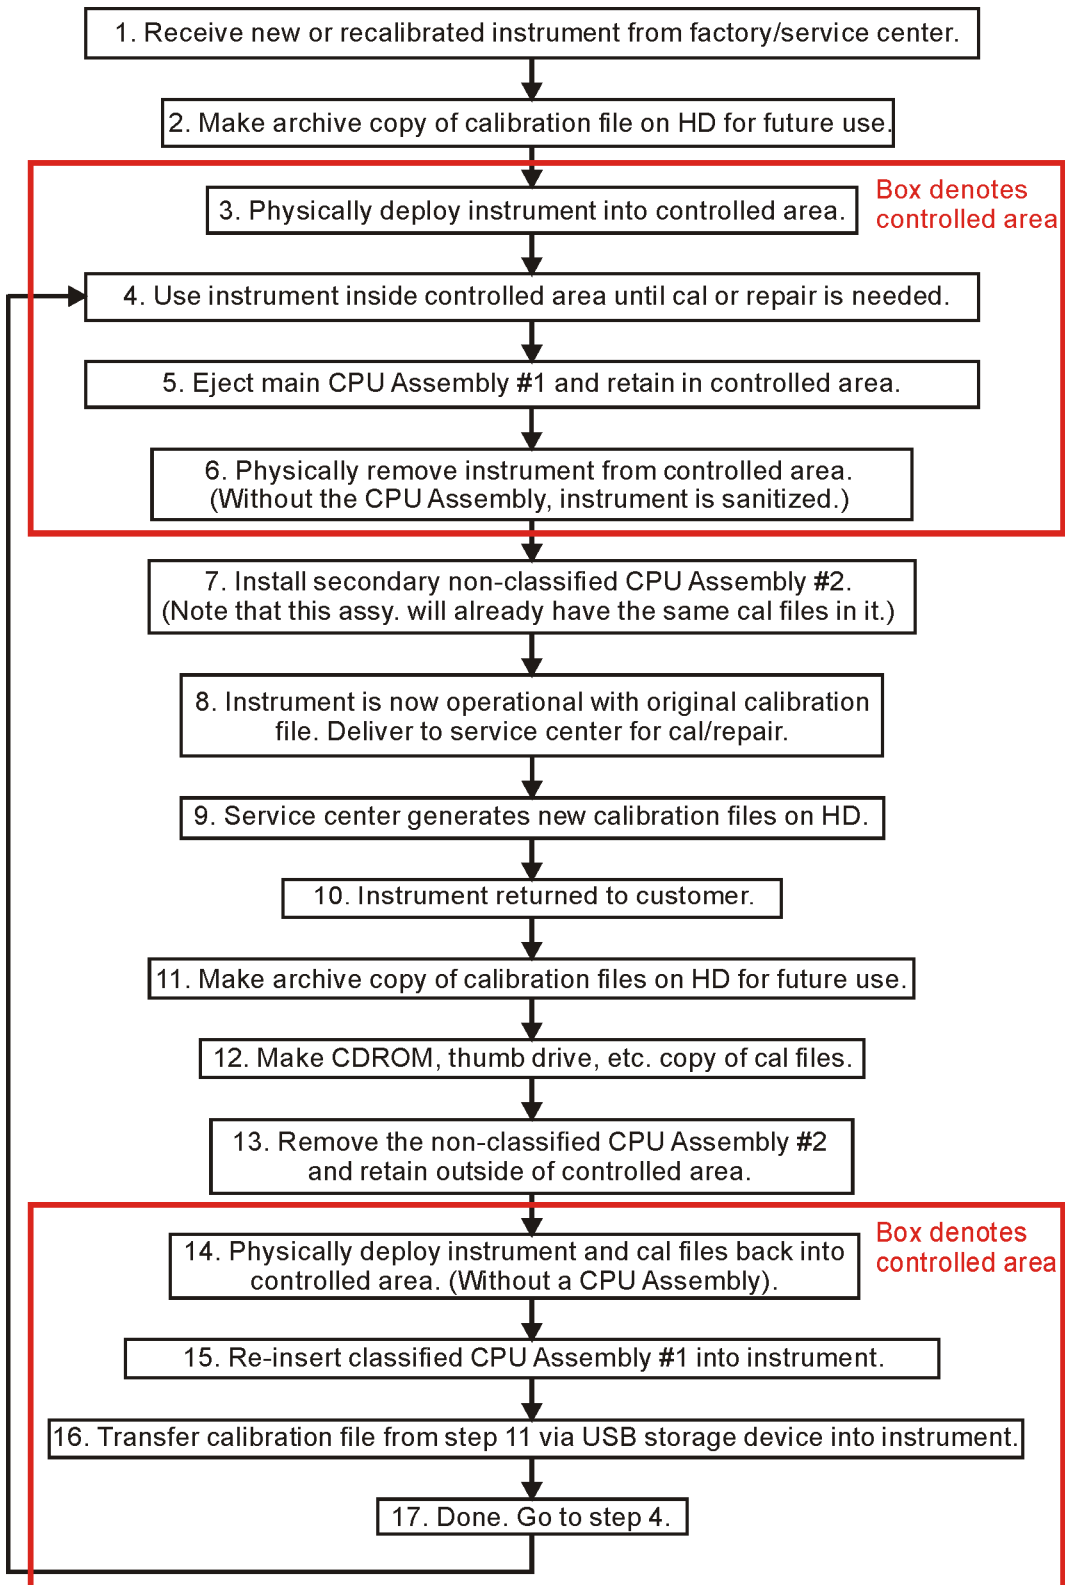 1. Receive new or recalibrated instrument from factory/service center.
2. Make archive copy of calibration file on HD for future use.
Box denotes
controlled area
3. Physically deploy instrument into controlled area.
4. Use instrument inside controlled area until cal or repair is needed.
5. Eject main CPU Assembly #1 and retain in controlled area.
6. Physically remove instrument from controlled area.
(Without the CPU Assembly, instrument is sanitized.)
7. Install secondary non-classified CPU Assembly #2.
(Note that this assy. will already have the same cal files in it.)
8. Instrument is now operational with original calibration
file. Deliver to service center for cal/repair.
9. Service center generates new calibration files on HD.
10. Instrument returned to customer.
11. Make archive copy of calibration files on HD for future use.
12. Make CDROM, thumb drive, etc. copy of cal files.
13. Remove the non-classified CPU Assembly #2
and retain outside of controlled area.
Box denotes
controlled area
14. Physically deploy instrument and cal files back into
controlled area. (Without a CPU Assembly).
15. Re-insert classified CPU Assembly #1 into instrument.
16. Transfer calibration file from step 11 via USB storage device into instrument.
17. Done. Go to step 4.